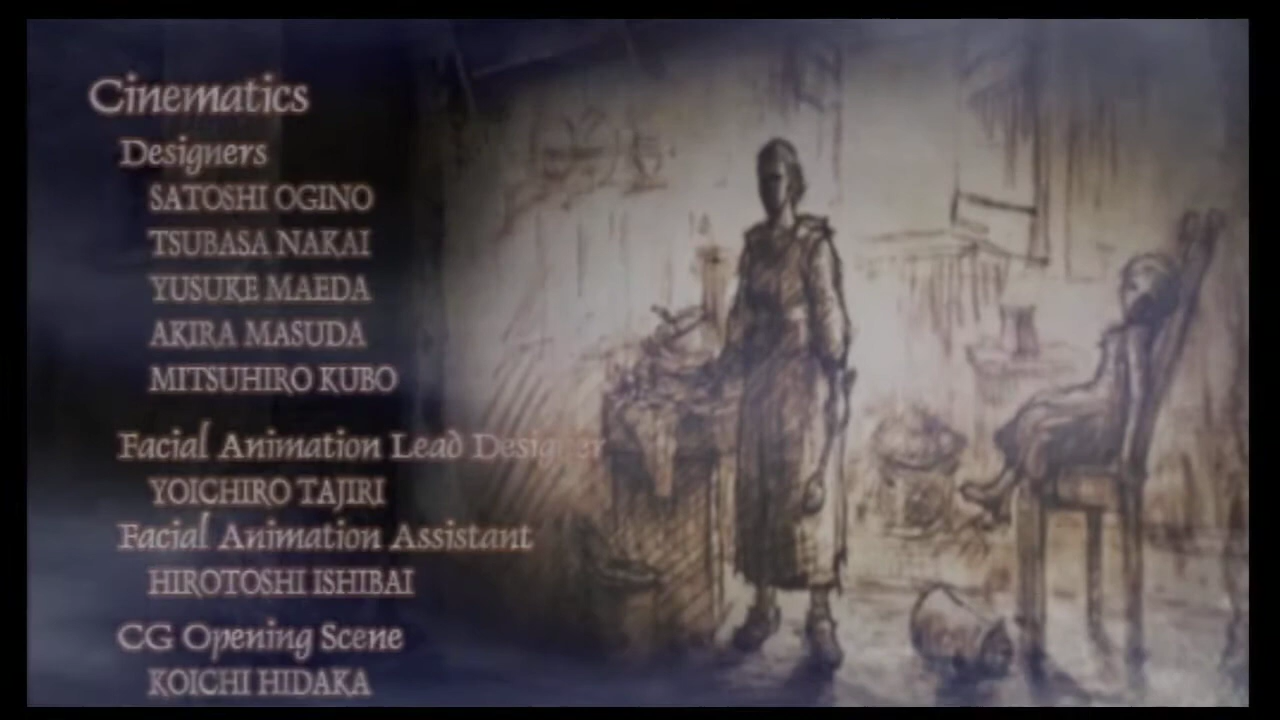 Cinematics
Designers
SATOSHI OGINO
TSUBASA NAKAI
YUSUKE MAEDA
AKIRA MASUDA
MITSUHIRO KUBO
Facial Animation Lead Designer
YOICHIRO TAJIRI
Facial Animation Assistant
HIROTOSHI ISHIBAI
CG Opening Scene
KOICHI HIDAKA